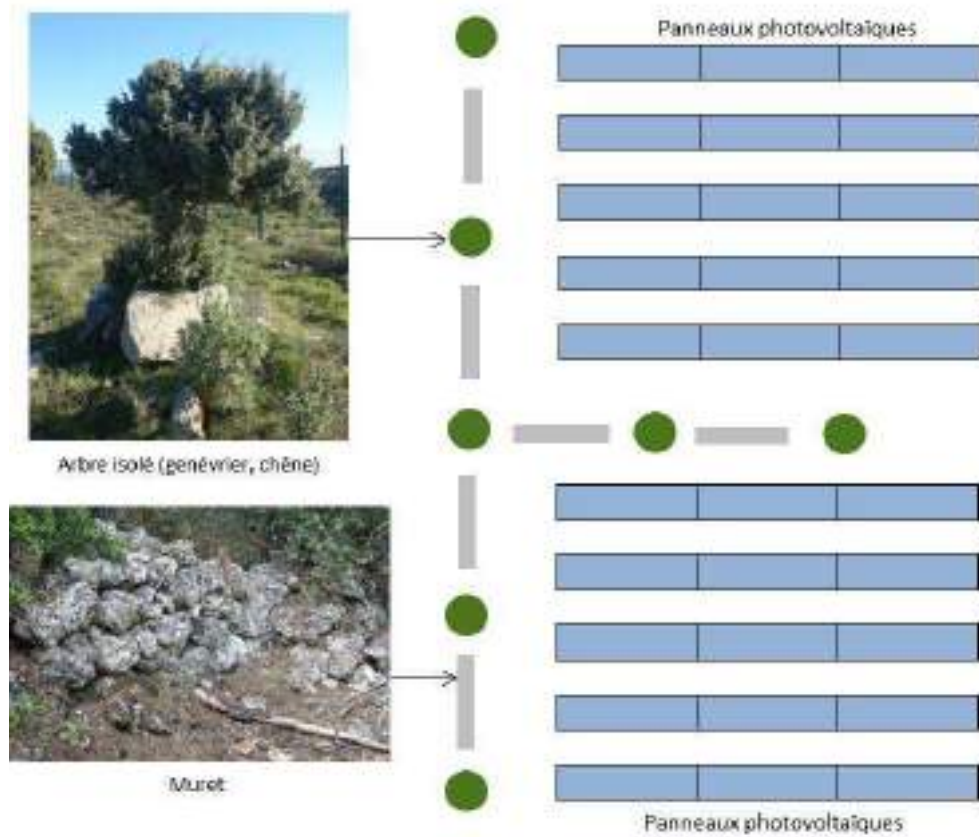 Panneaux photovoltaïques
Arbre isolé (genévrier, chêne)
Muret
Panneaux photovoltaïques